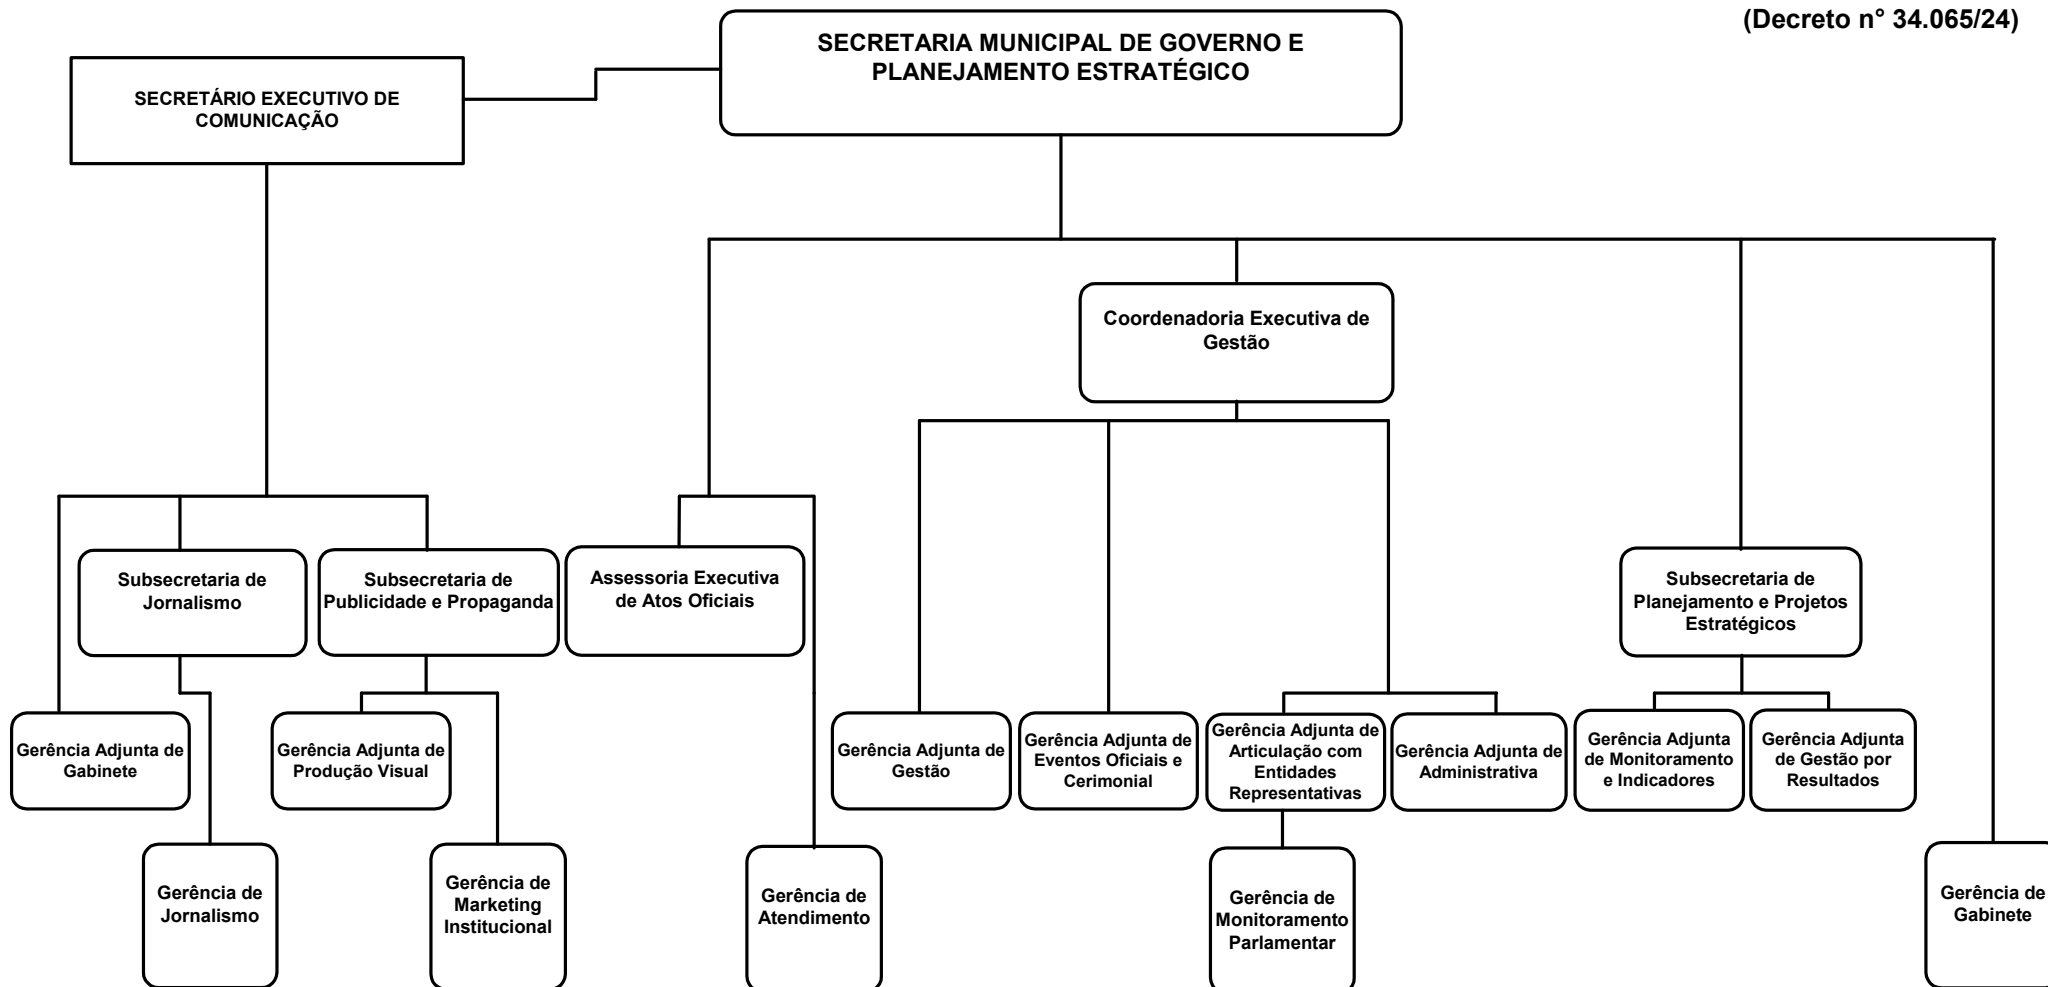 (Decreto n° 34.065/24)
SECRETARIA MUNICIPAL DE GOVERNO E
PLANEJAMENTO ESTRATÉGICO
SECRETÁRIO EXECUTIVO DE
COMUNICAÇÃO
Coordenadoria Executiva de
Gestão
Subsecretaria de
Jornalismo
Subsecretaria de
Publicidade e Propaganda
Assessoria Executiva
de Atos Oficiais
Subsecretaria de
Planejamento e Projetos
Estratégicos
Gerência Adjunta de
Gabinete
Gerência Adjunta de
Produção Visual
Gerência Adjunta de
Gestão
Gerência Adjunta de
Eventos Oficiais e
Cerimonial
Gerência Adjunta de
Articulação com
Entidades
Representativas
Gerência Adjunta de
Administrativa
Gerência Adjunta
de Monitoramento
e Indicadores
Gerência Adjunta
de Gestão por
Resultados
Gerência de
Jornalismo
Gerência de
Marketing
Institucional
Gerência de
Atendimento
Gerência de
Monitoramento
Parlamentar
Gerência de
Gabinete